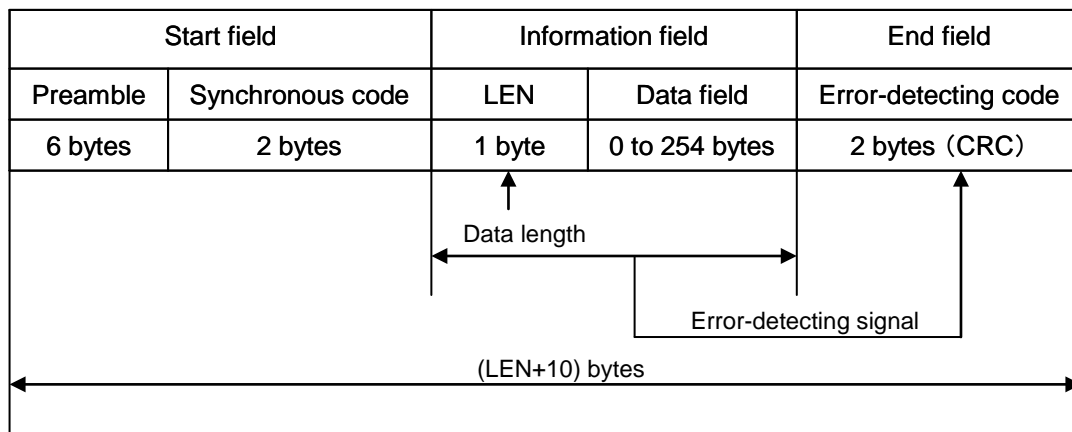 Start field Information field End field
Preamble Synchronous code LEN Data field Error-detecting code
6 bytes 2 bytes 1 byte 0 to 254 bytes 2 bytes（CRC）
Data length
Error-detecting signal
(LEN+10) bytes